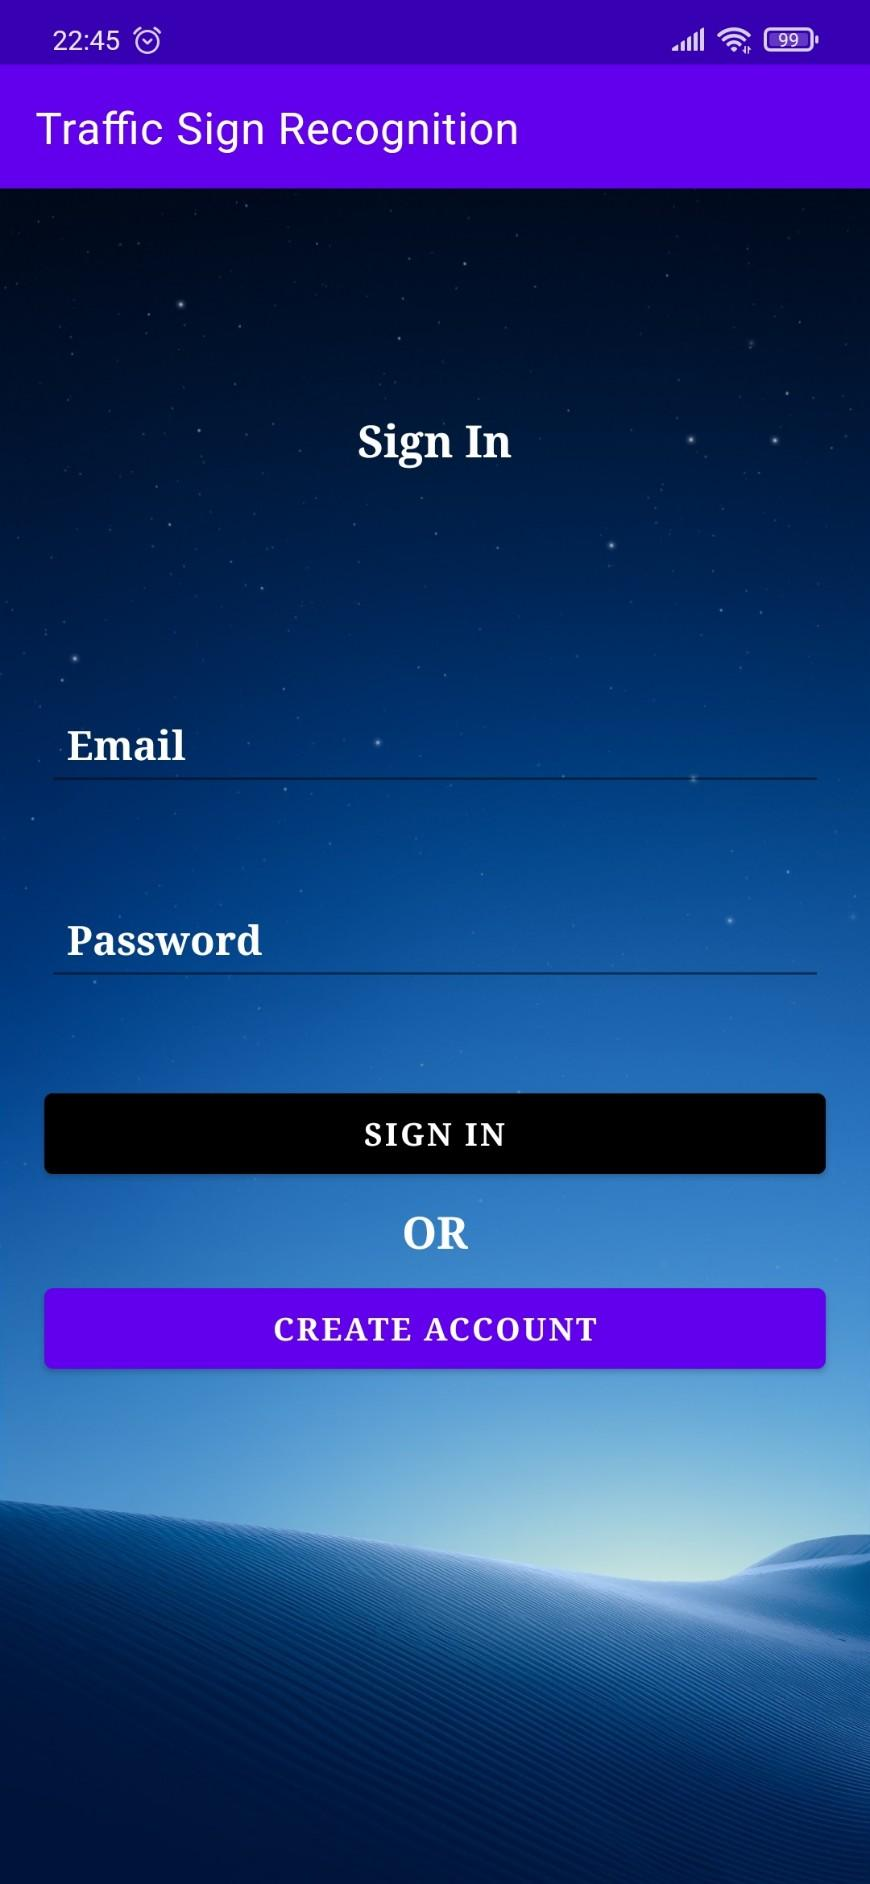 22:45
99
Traffic Sign Recognition
Sign In
Email
Password
SIGN IN
OR
CREATE ACCOUNT